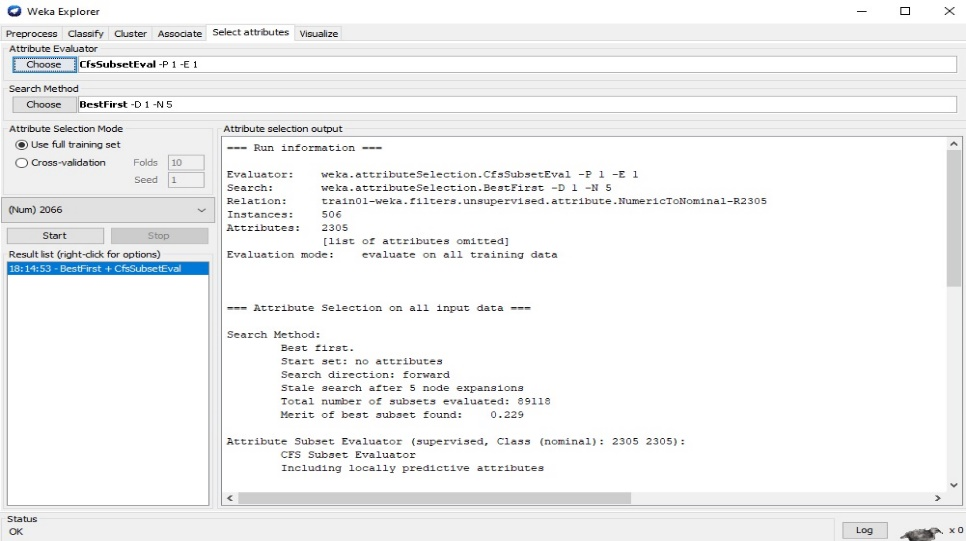 Weka Explorer
Preprocess Classify Cluster Associate Select attributes Visualize
Attribute Evaluator
Choose CfsSubsetEval -P 1 -E 1
Search Method
Choose BestFirst -D 1 -N 5
Attribute Selection Mode
Use full training set
Cross-validation Folds 10
Seed 1
(Num) 2066
Start Stop
Result list (right-click for options)
18:14:53 - BestFirst + CfsSubsetEval
Attribute selection output
=== Run information ===
Evaluator: weka.attributeSelection.CfsSubsetEval -P 1 -E 1
Search: weka.attributeSelection.BestFirst -D 1 -N 5
Relation: train01-weka.filters.unsupervised.attribute.NumericToNominal-R2305
Instances: 506
Attributes: 2305
[list of attributes omitted]
Evaluation mode: evaluate on all training data
=== Attribute Selection on all input data ===
Search Method:
Best first.
Start set: no attributes
Search direction: forward
Stale search after 5 node expansions
Total number of subsets evaluated: 89118
Merit of best subset found: 0.229
Attribute Subset Evaluator (supervised, Class (nominal): 2305 2305):
CFS Subset Evaluator
Including locally predictive attributes
Status
OK
Log
x 0